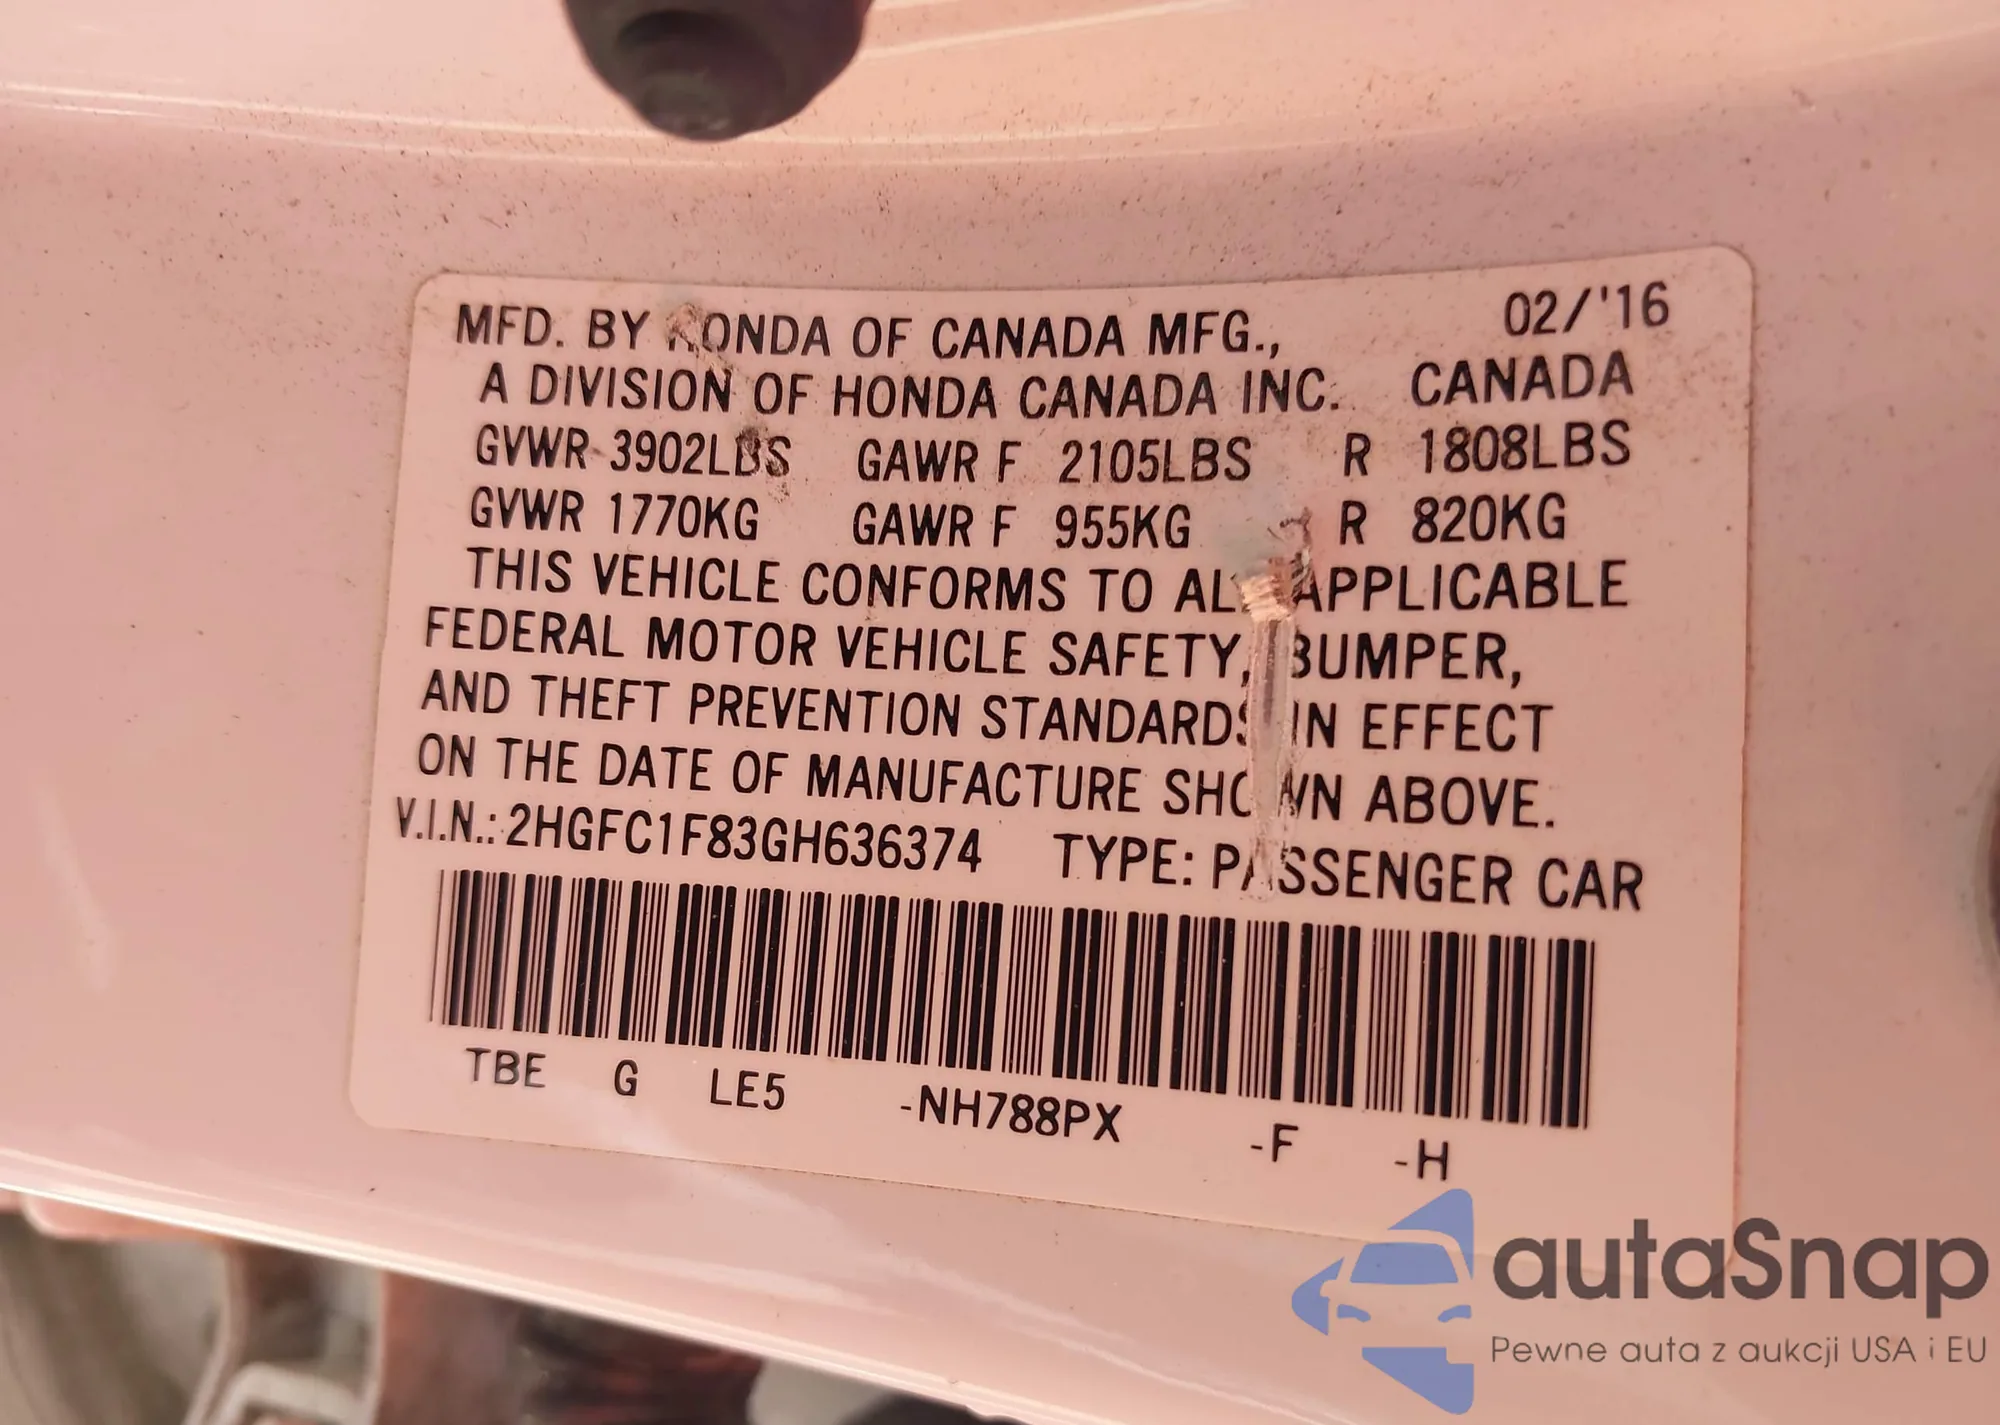 MFD. BY HONDA OF CANADA MFG., 02/'16
A DIVISION OF HONDA CANADA INC. CANADA
GVWR 3902LBS GAWR F 2105LBS R 1808LBS
GVWR 1770KG GAWR F 955KG R 820KG
THIS VEHICLE CONFORMS TO ALL APPLICABLE
FEDERAL MOTOR VEHICLE SAFETY, BUMPER,
AND THEFT PREVENTION STANDARDS IN EFFECT
ON THE DATE OF MANUFACTURE SHOWN ABOVE.
V.I.N.: 2HGFC1F83GH636374 TYPE: PASSENGER CAR
TBE G LE5 -NH788PX -F -H
autaSnap
Pewne auta z aukcji USA i EU